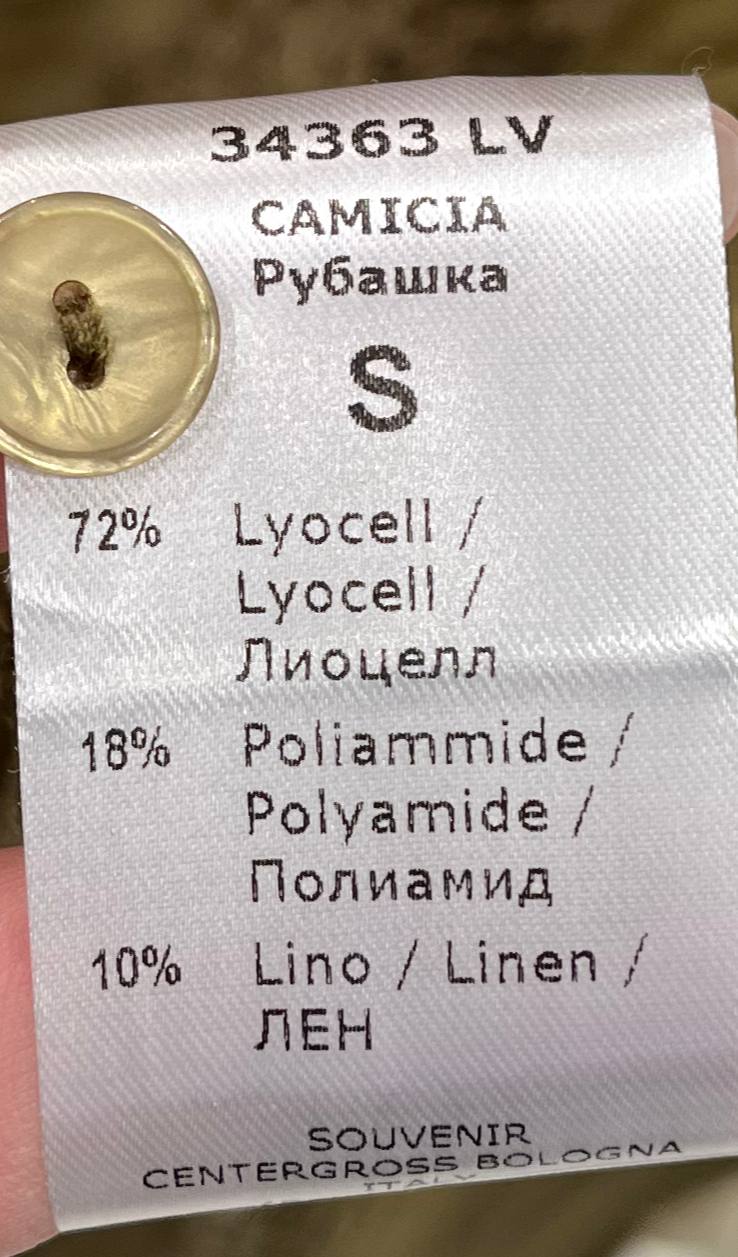 34363 LV
CAMICIA
Рубашка
S
72% Lyocell /
Lyocell /
Лиоцелл
18% Poliammide /
Polyamide /
Полиамид
10% Lino / Linen /
ЛЕН
SOUVENIR
CENTERGROSS BOLOGNA
ITALY